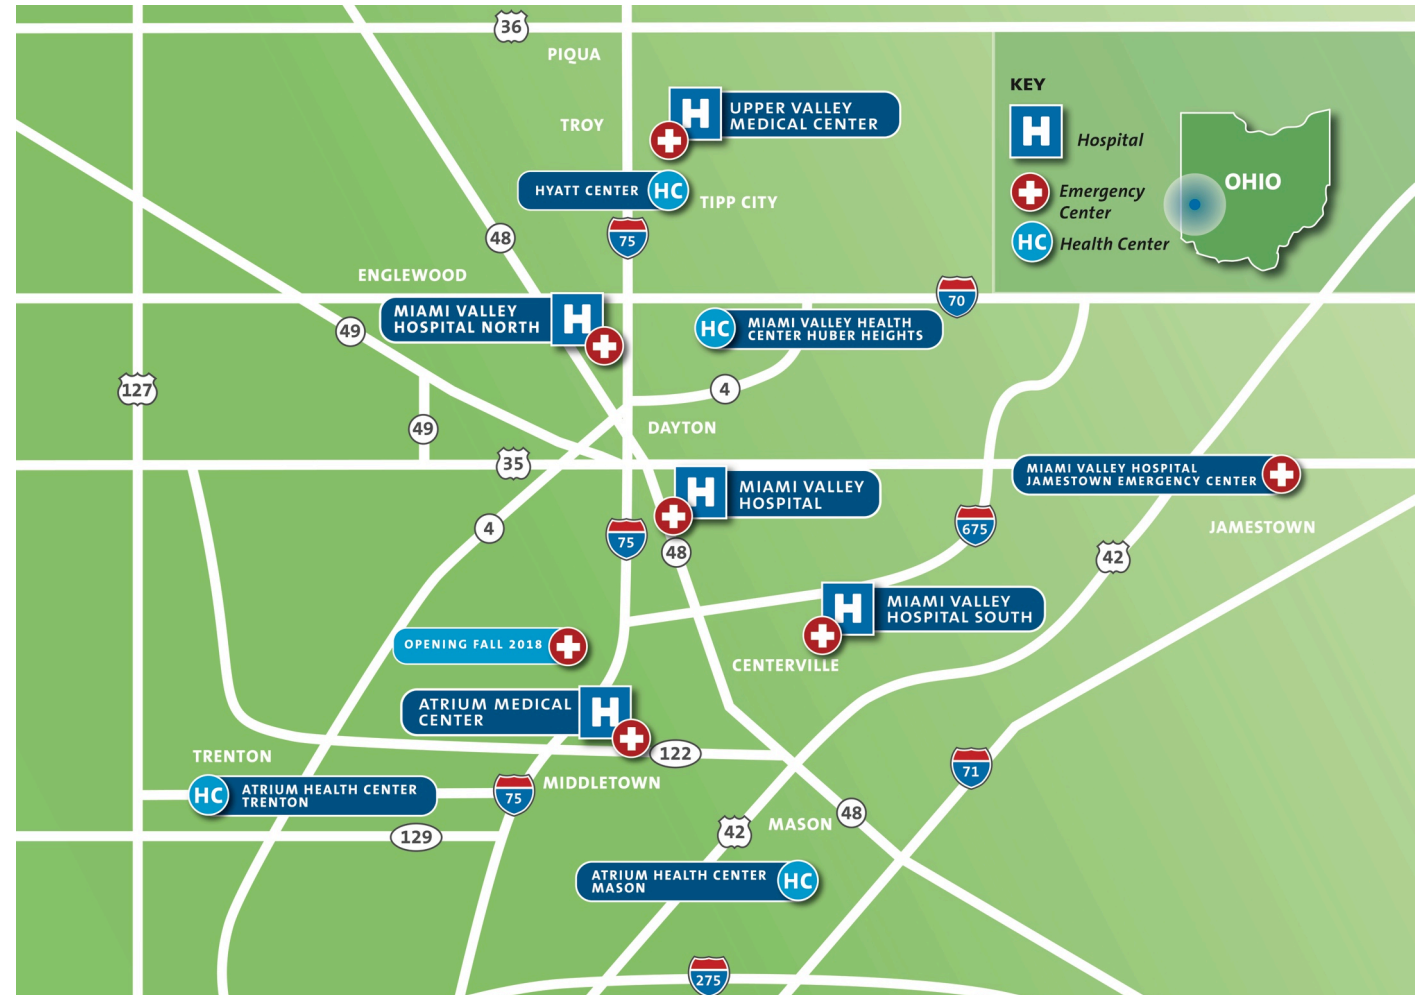 36
PIQUA
KEY
H
UPPER VALLEY
MEDICAL CENTER
TROY
H
Hospital
HYATT CENTER
HC
TIPP CITY
Emergency
Center
OHIO
HC
Health Center
48
75
ENGLEWOOD
70
MIAMI VALLEY
HOSPITAL NORTH
H
HC
MIAMI VALLEY HEALTH
CENTER HUBER HEIGHTS
49
127
4
49
DAYTON
35
MIAMI VALLEY HOSPITAL
JAMESTOWN EMERGENCY CENTER
H
MIAMI VALLEY
HOSPITAL
4
75
48
675
JAMESTOWN
42
H
MIAMI VALLEY
HOSPITAL SOUTH
OPENING FALL 2018
CENTERVILLE
ATRIUM MEDICAL
CENTER
H
122
TRENTON
71
MIDDLETOWN
HC
ATRIUM HEALTH CENTER
TRENTON
75
48
MASON
42
129
ATRIUM HEALTH CENTER
MASON
HC
275